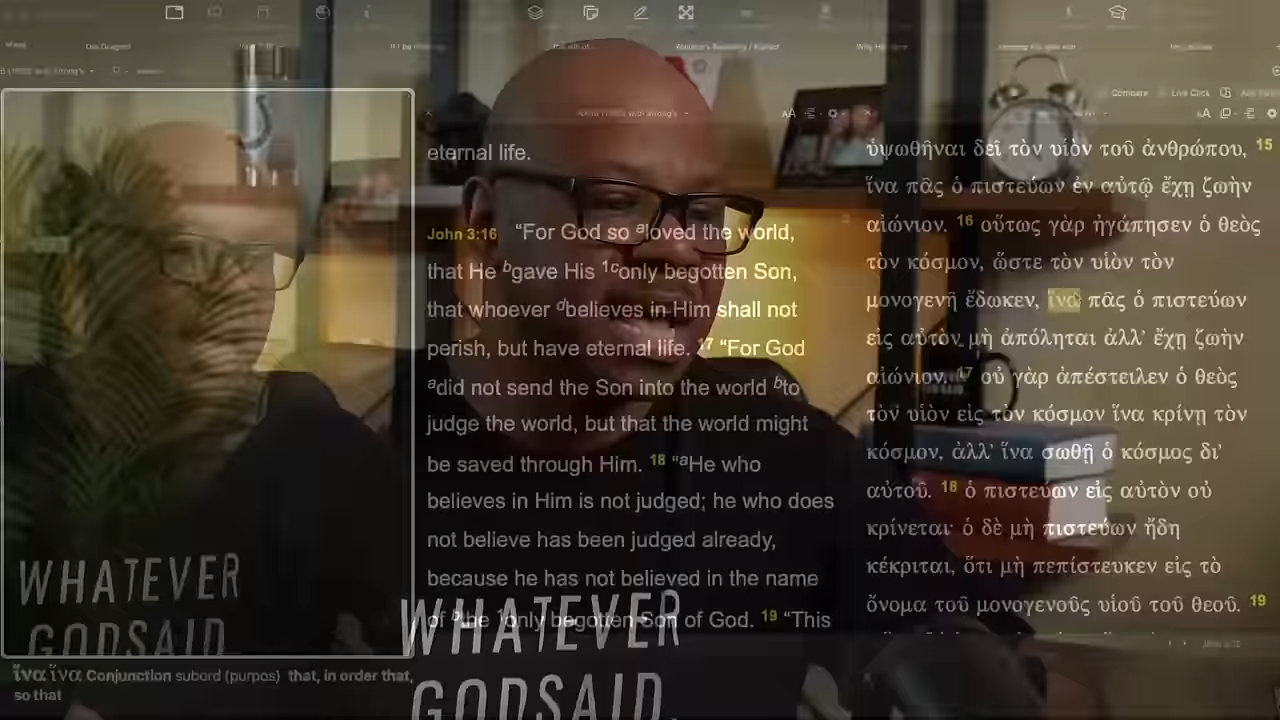 Compare
Live Click
AA
AA
eternal life.
John 3:16 "For God so ᵃloved the world,
that He ᵇgave His ¹ᶜonly begotten Son,
that whoever ᵈbelieves in Him shall not
perish, but have eternal life. 17 "For God
ᵃdid not send the Son into the world ᵇto
judge the world, but that the world might
be saved through Him. 18 "ᵃHe who
believes in Him is not judged; he who does
not believe has been judged already,
because he has not believed in the name
of ᵇthe ¹only begotten Son of God. 19 "This
ὑψωθῆναι δεῖ τὸν υἱὸν τοῦ ἀνθρώπου, 15
ἵνα πᾶς ὁ πιστεύων ἐν αὐτῷ ἔχῃ ζωὴν
αἰώνιον. 16 οὕτως γὰρ ἠγάπησεν ὁ θεὸς
τὸν κόσμον, ὥστε τὸν υἱὸν τὸν
μονογενῆ ἔδωκεν, ἵνα πᾶς ὁ πιστεύων
εἰς αὐτὸν μὴ ἀπόληται ἀλλ' ἔχῃ ζωὴν
αἰώνιον. 17 οὐ γὰρ ἀπέστειλεν ὁ θεὸς
τὸν υἱὸν εἰς τὸν κόσμον ἵνα κρίνῃ τὸν
κόσμον, ἀλλ' ἵνα σωθῇ ὁ κόσμος δι'
αὐτοῦ. 18 ὁ πιστεύων εἰς αὐτὸν οὐ
κρίνεται· ὁ δὲ μὴ πιστεύων ἤδη
κέκριται, ὅτι μὴ πεπίστευκεν εἰς τὸ
ὄνομα τοῦ μονογενοῦς υἱοῦ τοῦ θεοῦ. 19
WHATEVER
GODSAID
WHATEVER
GODSAID.
ἵνα ἵνα Conjunction subord (purpos) that, in order that,
so that